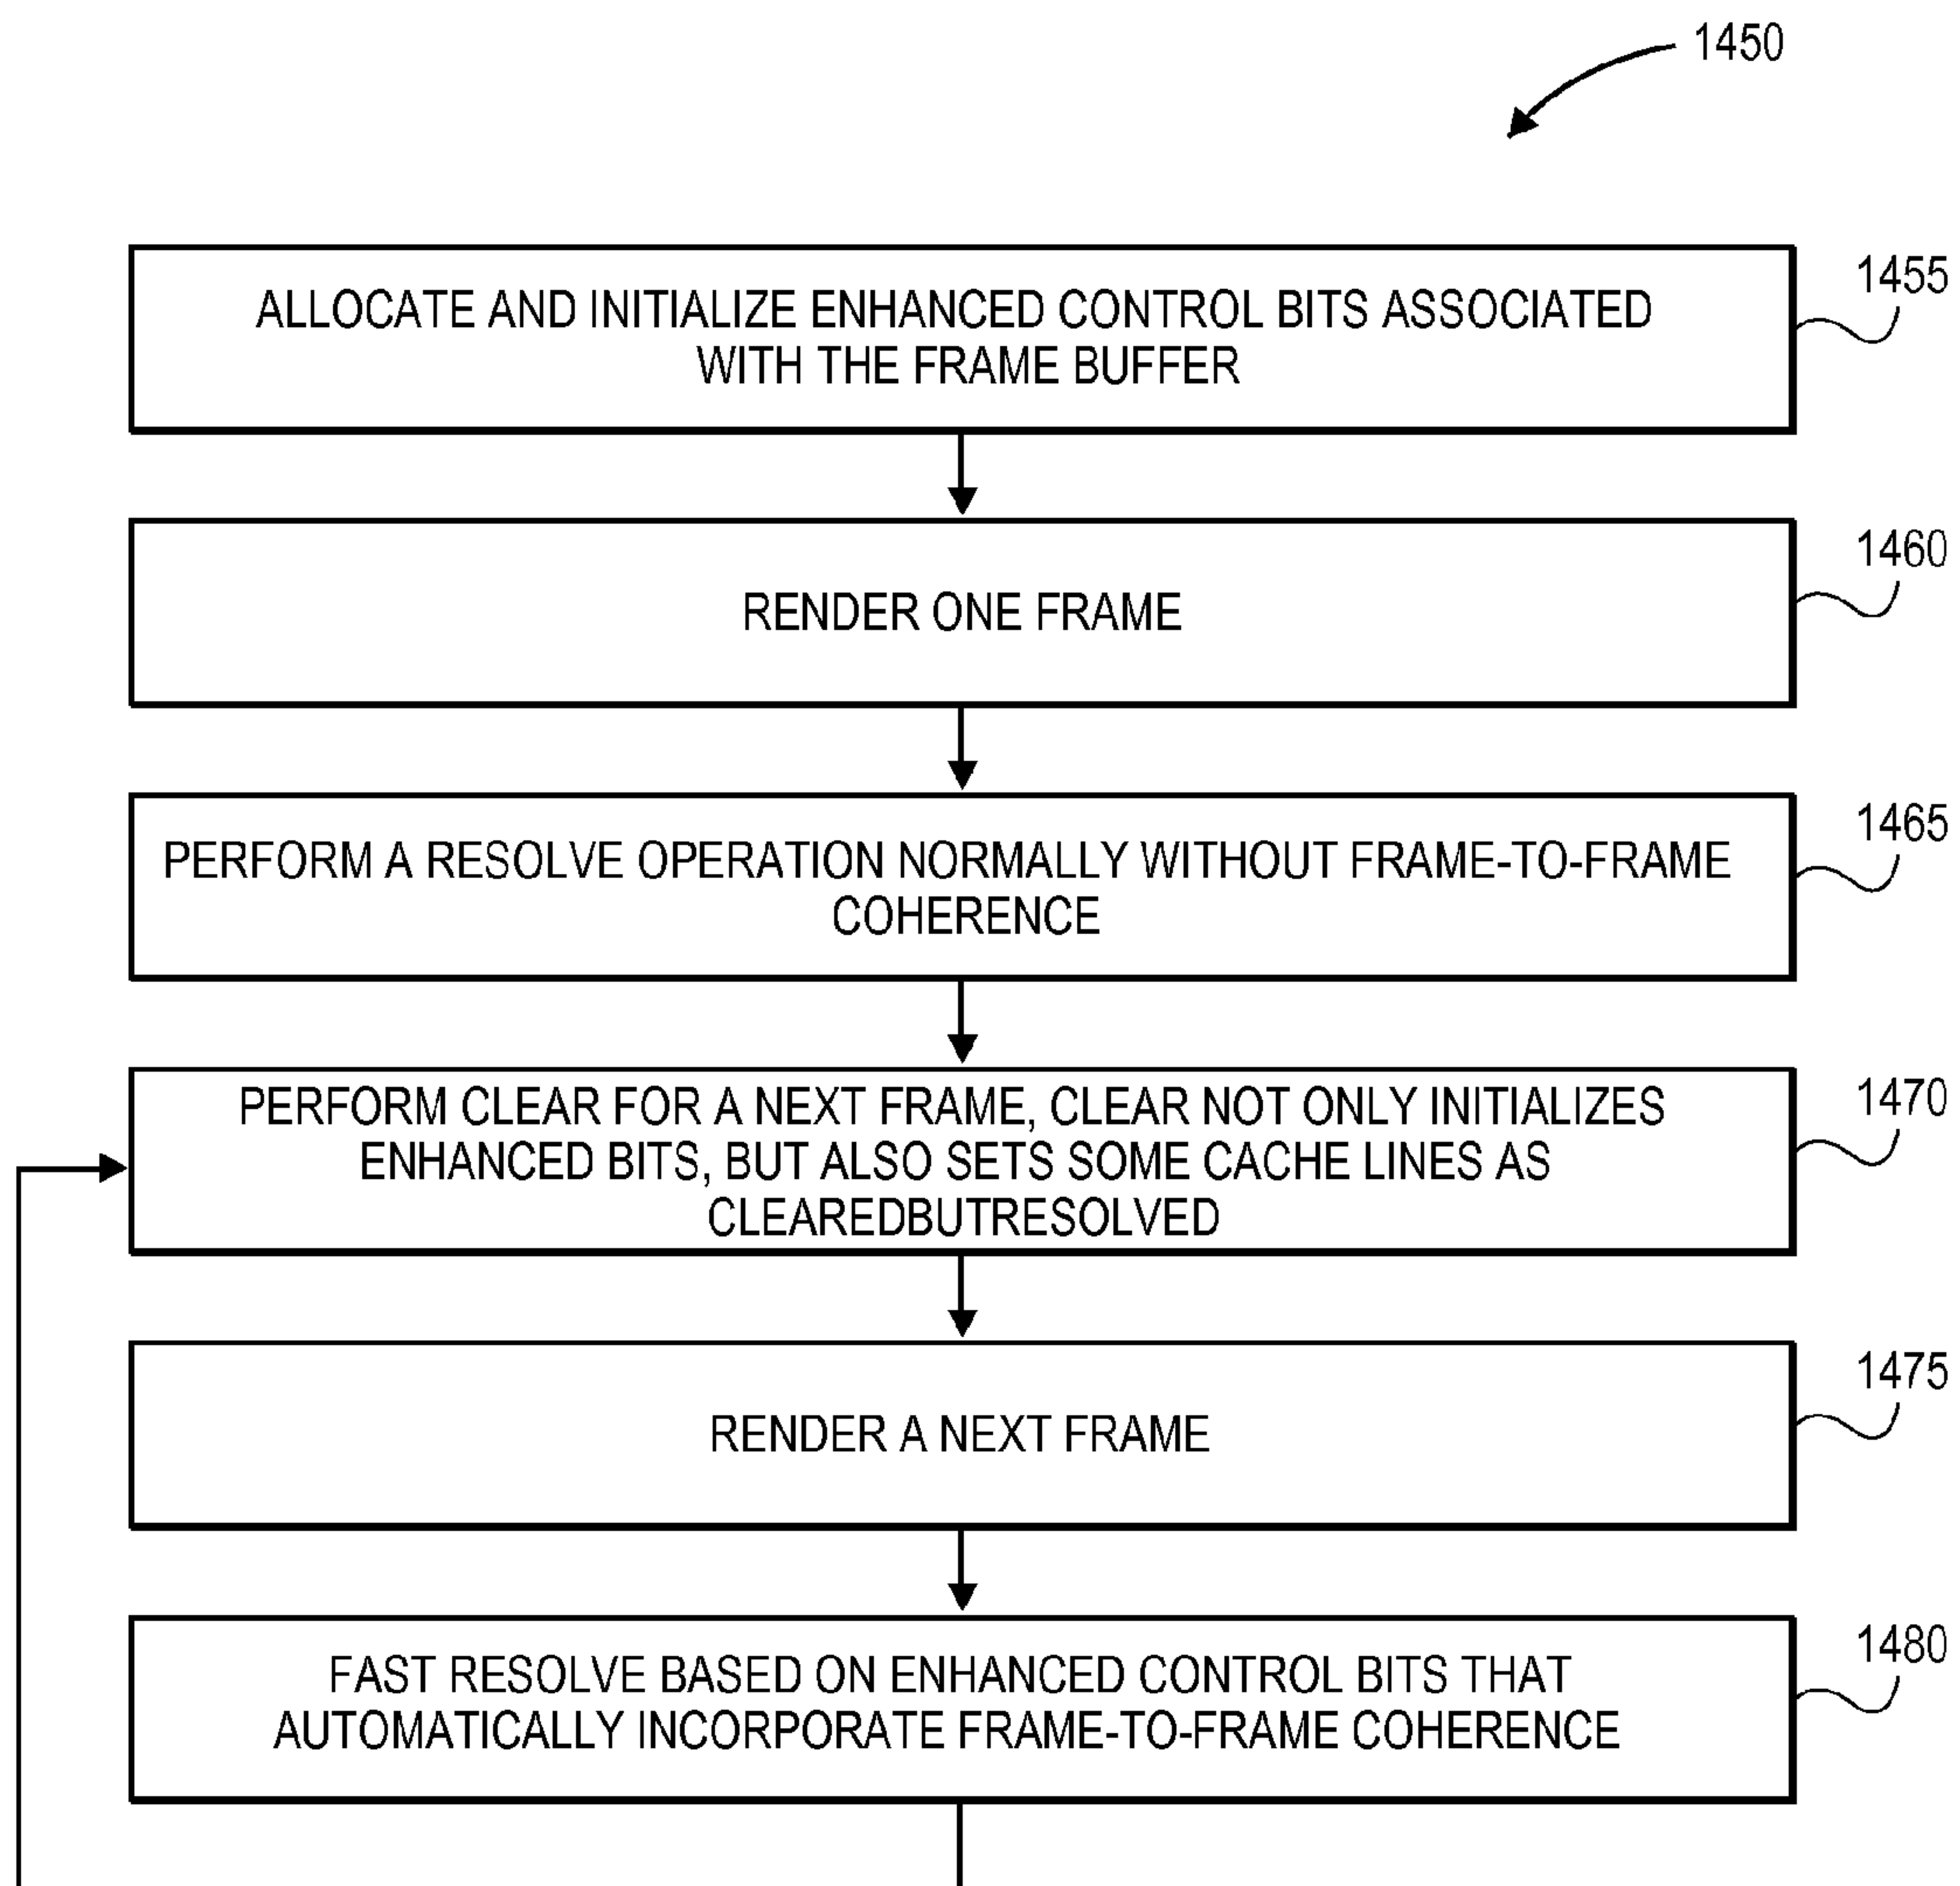 1450
ALLOCATE AND INITIALIZE ENHANCED CONTROL BITS ASSOCIATED
WITH THE FRAME BUFFER
1455
RENDER ONE FRAME
1460
PERFORM A RESOLVE OPERATION NORMALLY WITHOUT FRAME-TO-FRAME
COHERENCE
1465
PERFORM CLEAR FOR A NEXT FRAME, CLEAR NOT ONLY INITIALIZES
ENHANCED BITS, BUT ALSO SETS SOME CACHE LINES AS
CLEAREDBUTRESOLVED
1470
RENDER A NEXT FRAME
1475
FAST RESOLVE BASED ON ENHANCED CONTROL BITS THAT
AUTOMATICALLY INCORPORATE FRAME-TO-FRAME COHERENCE
1480